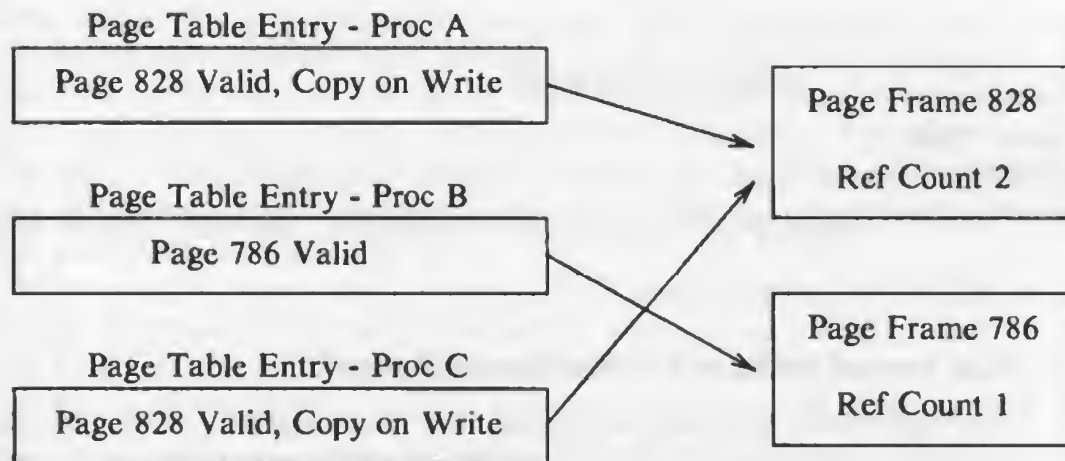 Page Table Entry - Proc A
Page 828 Valid, Copy on Write
Page Table Entry - Proc B
Page 786 Valid
Page Table Entry - Proc C
Page 828 Valid, Copy on Write
Page Frame 828
Ref Count 2
Page Frame 786
Ref Count 1